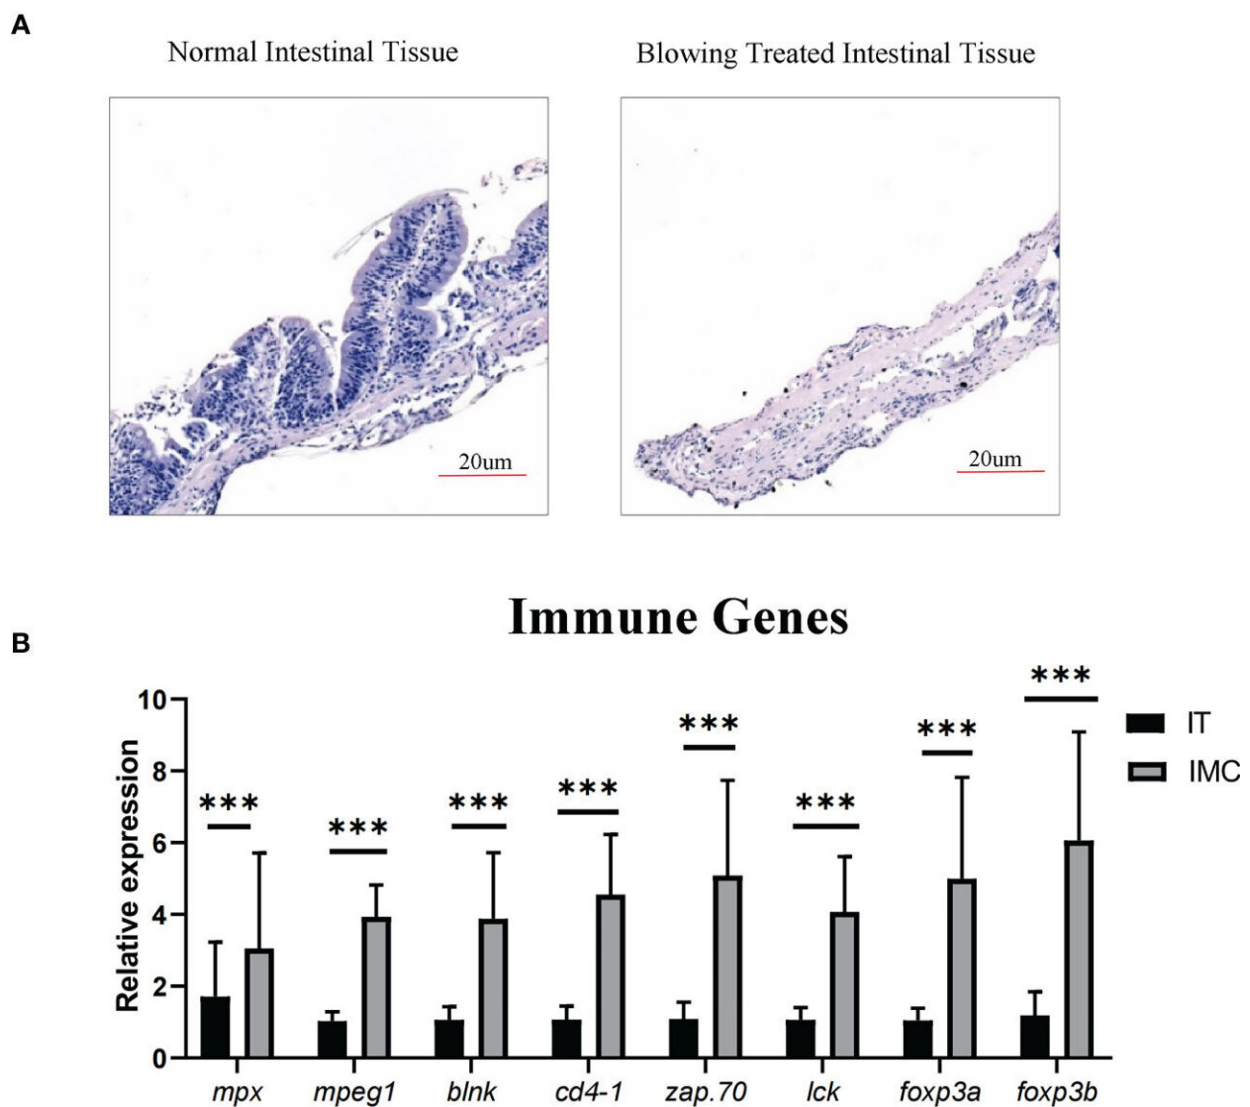 A
Normal Intestinal Tissue
Blowing Treated Intestinal Tissue
20um
20um
Immune Genes
B
10
8
6
4
2
0
Relative expression
***
***
***
***
***
***
***
***
IT
IMC
mpx
mpeg1
blnk
cd4-1
zap.70
lck
foxp3a
foxp3b